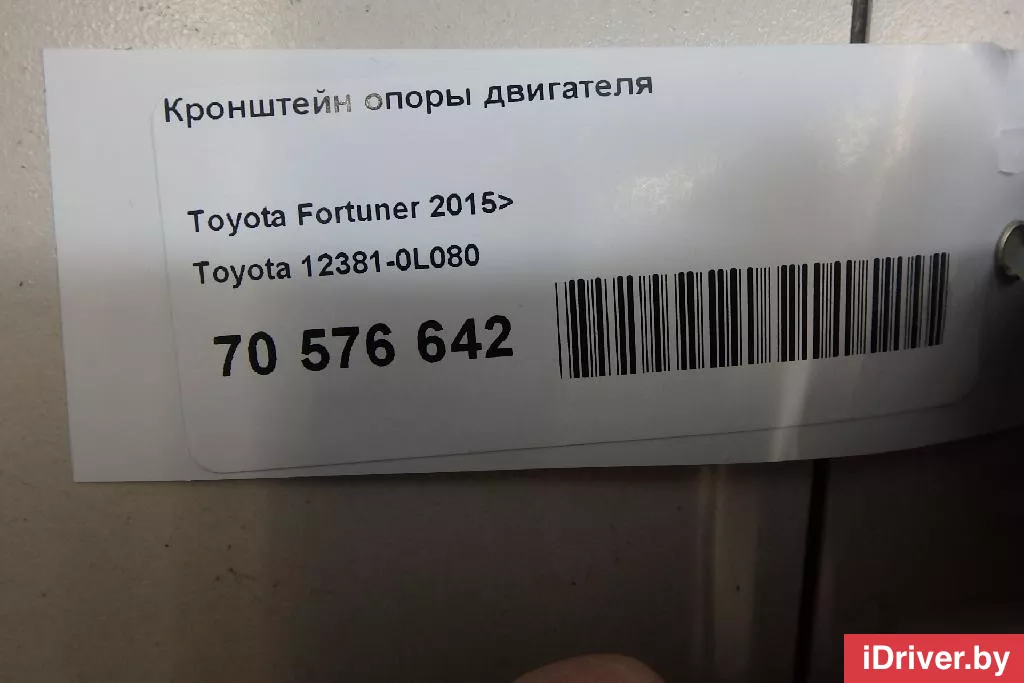 Кронштейн опоры двигателя
Toyota Fortuner 2015>
Toyota 12381-0L080
70 576 642
iDriver.by